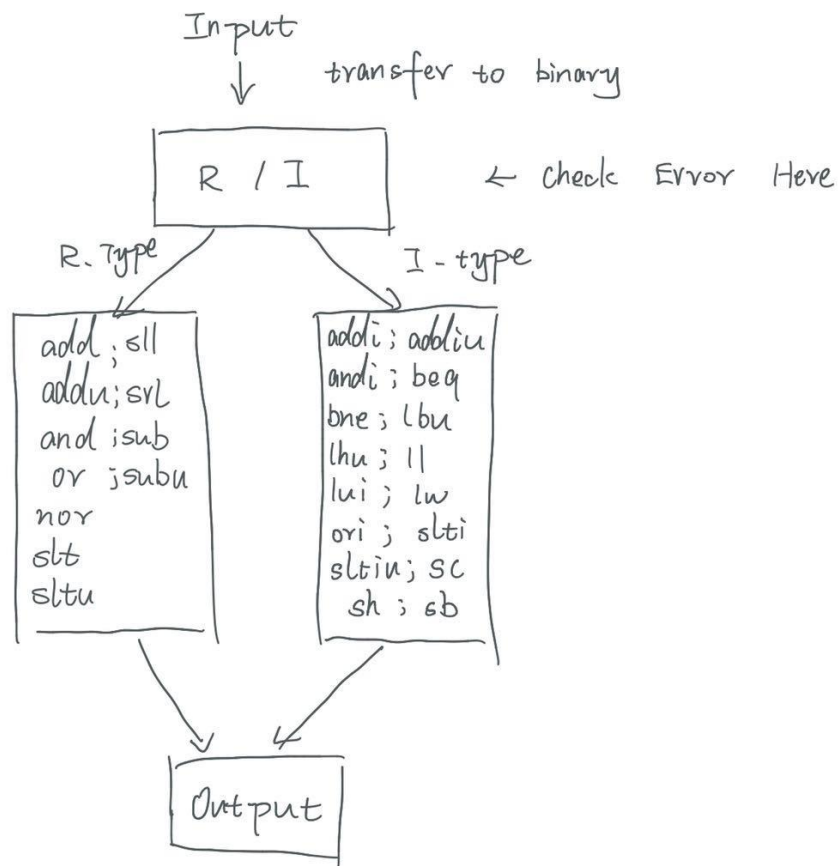 Input
transfer to binary
R / I
← Check Error Here
R. Type
I - type
add ; sll
addu ; srl
and ; sub
or ; subu
nor
slt
sltu
addi ; addiu
andi ; beq
bne ; lbu
lhu ; ll
lui ; lw
ori ; slti
sltiu ; sc
sh ; sb
Output